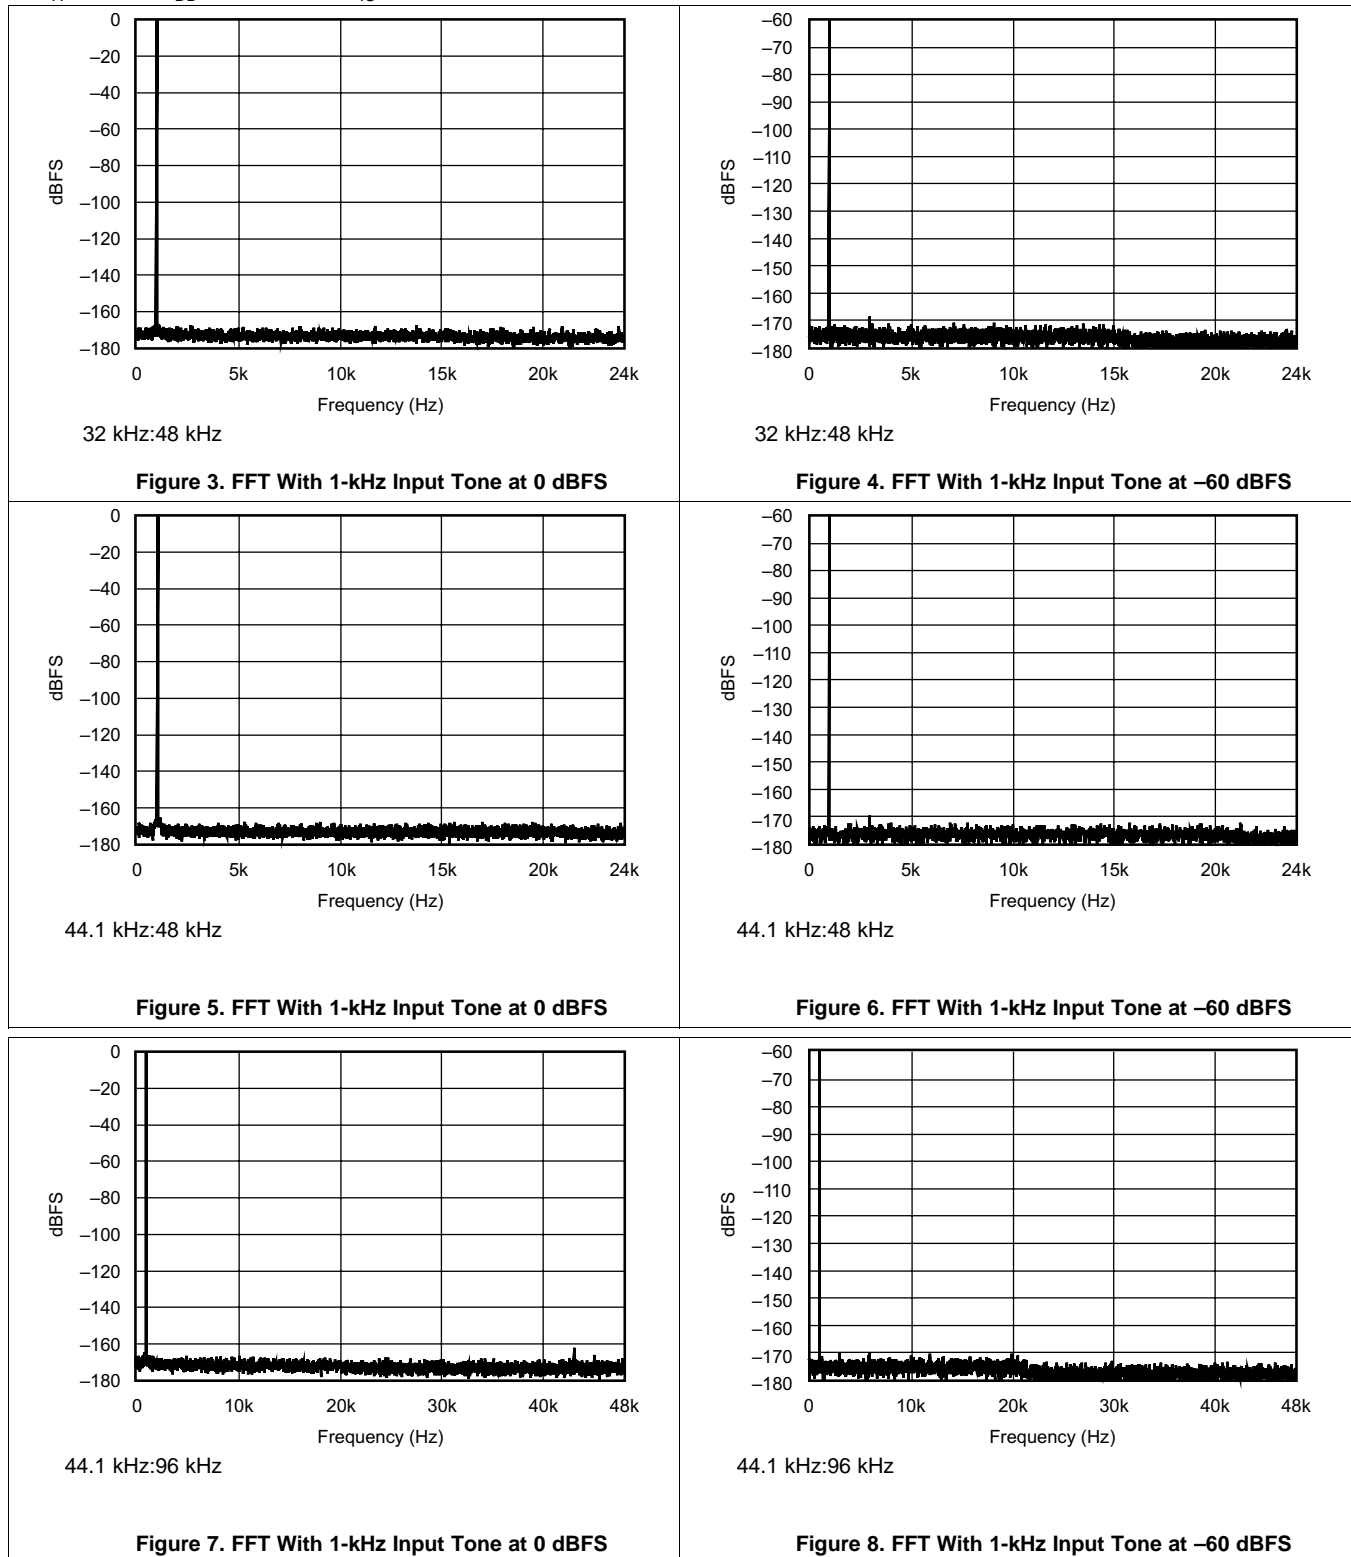 0
–20
–40
–60
–80
–100
–120
–140
–160
–180
dBFS
0 5k 10k 15k 20k 24k
Frequency (Hz)
32 kHz:48 kHz
Figure 3. FFT With 1-kHz Input Tone at 0 dBFS
–60
–70
–80
–90
–100
–110
–120
–130
–140
–150
–160
–170
–180
dBFS
0 5k 10k 15k 20k 24k
Frequency (Hz)
32 kHz:48 kHz
Figure 4. FFT With 1-kHz Input Tone at –60 dBFS
0
–20
–40
–60
–80
–100
–120
–140
–160
–180
dBFS
0 5k 10k 15k 20k 24k
Frequency (Hz)
44.1 kHz:48 kHz
Figure 5. FFT With 1-kHz Input Tone at 0 dBFS
–60
–70
–80
–90
–100
–110
–120
–130
–140
–150
–160
–170
–180
dBFS
0 5k 10k 15k 20k 24k
Frequency (Hz)
44.1 kHz:48 kHz
Figure 6. FFT With 1-kHz Input Tone at –60 dBFS
0
–20
–40
–60
–80
–100
–120
–140
–160
–180
dBFS
0 10k 20k 30k 40k 48k
Frequency (Hz)
44.1 kHz:96 kHz
Figure 7. FFT With 1-kHz Input Tone at 0 dBFS
–60
–70
–80
–90
–100
–110
–120
–130
–140
–150
–160
–170
–180
dBFS
0 10k 20k 30k 40k 48k
Frequency (Hz)
44.1 kHz:96 kHz
Figure 8. FFT With 1-kHz Input Tone at –60 dBFS